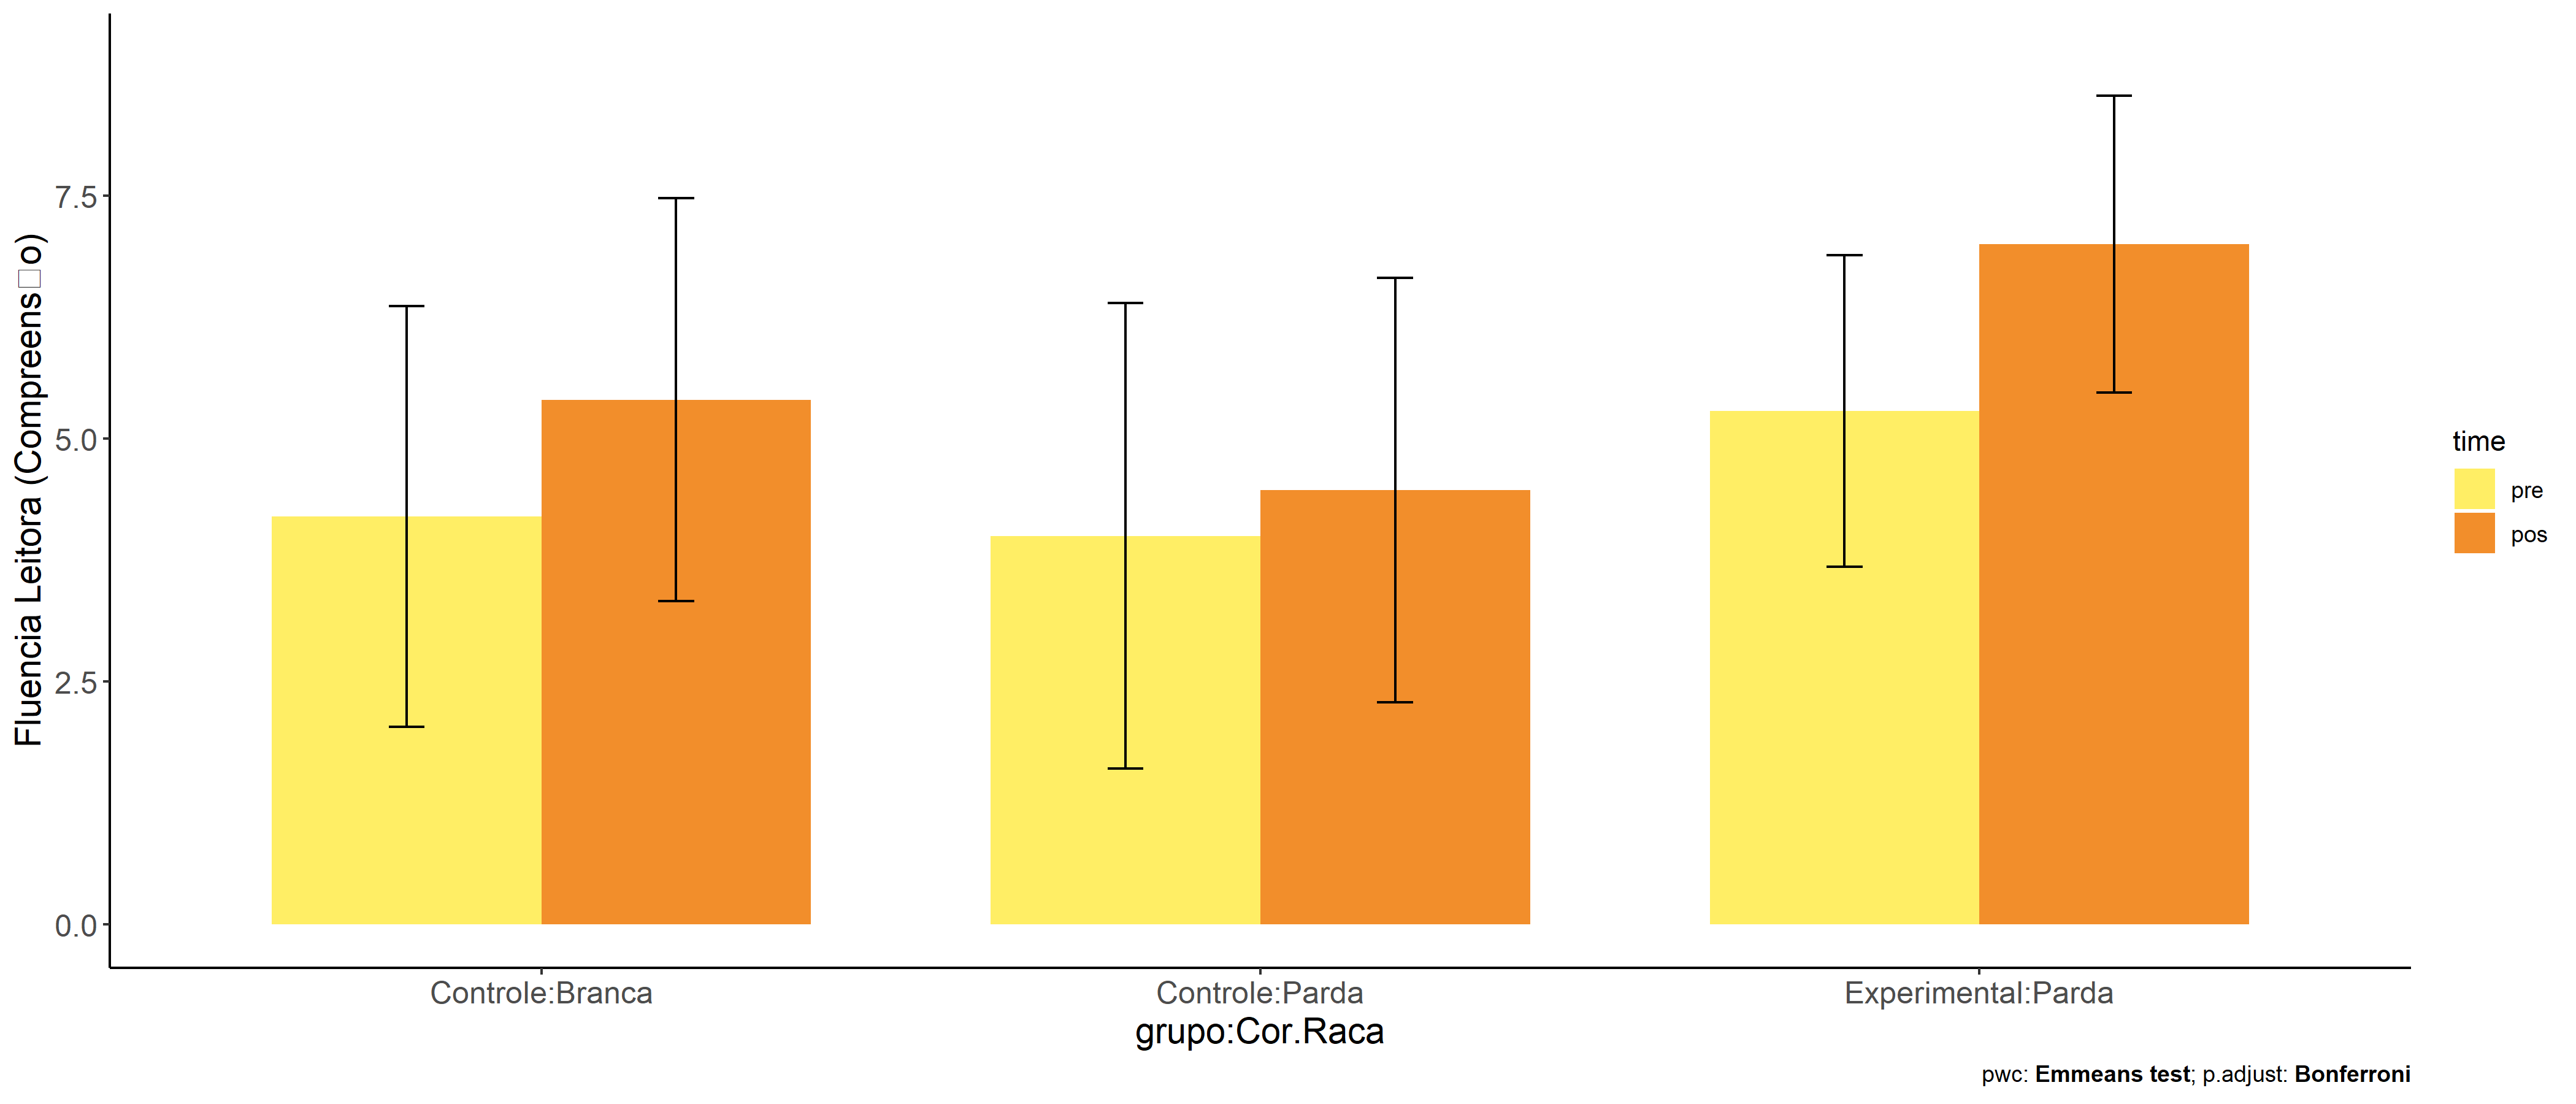 Fluencia Leitora (Compreens□o)
7.5
5.0
2.5
0.0
Controle:Branca
Controle:Parda
Experimental:Parda
grupo:Cor.Raca
time
pre
pos
pwc: Emmeans test; p.adjust: Bonferroni